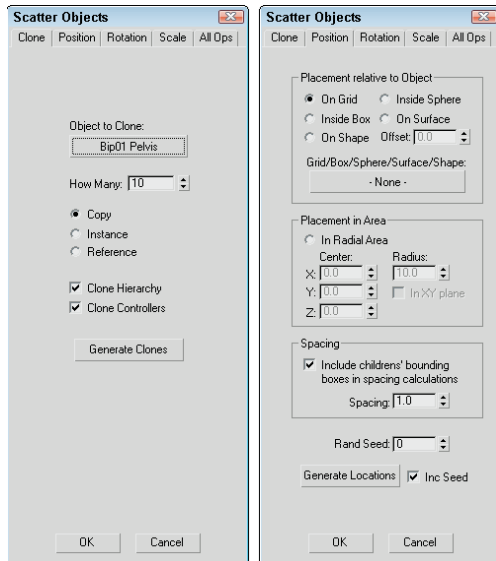 Scatter Objects
Clone Position Rotation Scale All Ops
Object to Clone:
Bip01 Pelvis
How Many: 10
Copy
Instance
Reference
Clone Hierarchy
Clone Controllers
Generate Clones
OK Cancel
Scatter Objects
Clone Position Rotation Scale All Ops
Placement relative to Object
On Grid Inside Sphere
Inside Box On Surface
On Shape Offset: 0.0
Grid/Box/Sphere/Surface/Shape:
- None -
Placement in Area
In Radial Area
Center: Radius:
X: 0.0 10.0
Y: 0.0 In XY plane
Z: 0.0
Spacing
Include childrens' bounding
boxes in spacing calculations
Spacing: 1.0
Rand Seed: 0
Generate Locations Inc Seed
OK Cancel